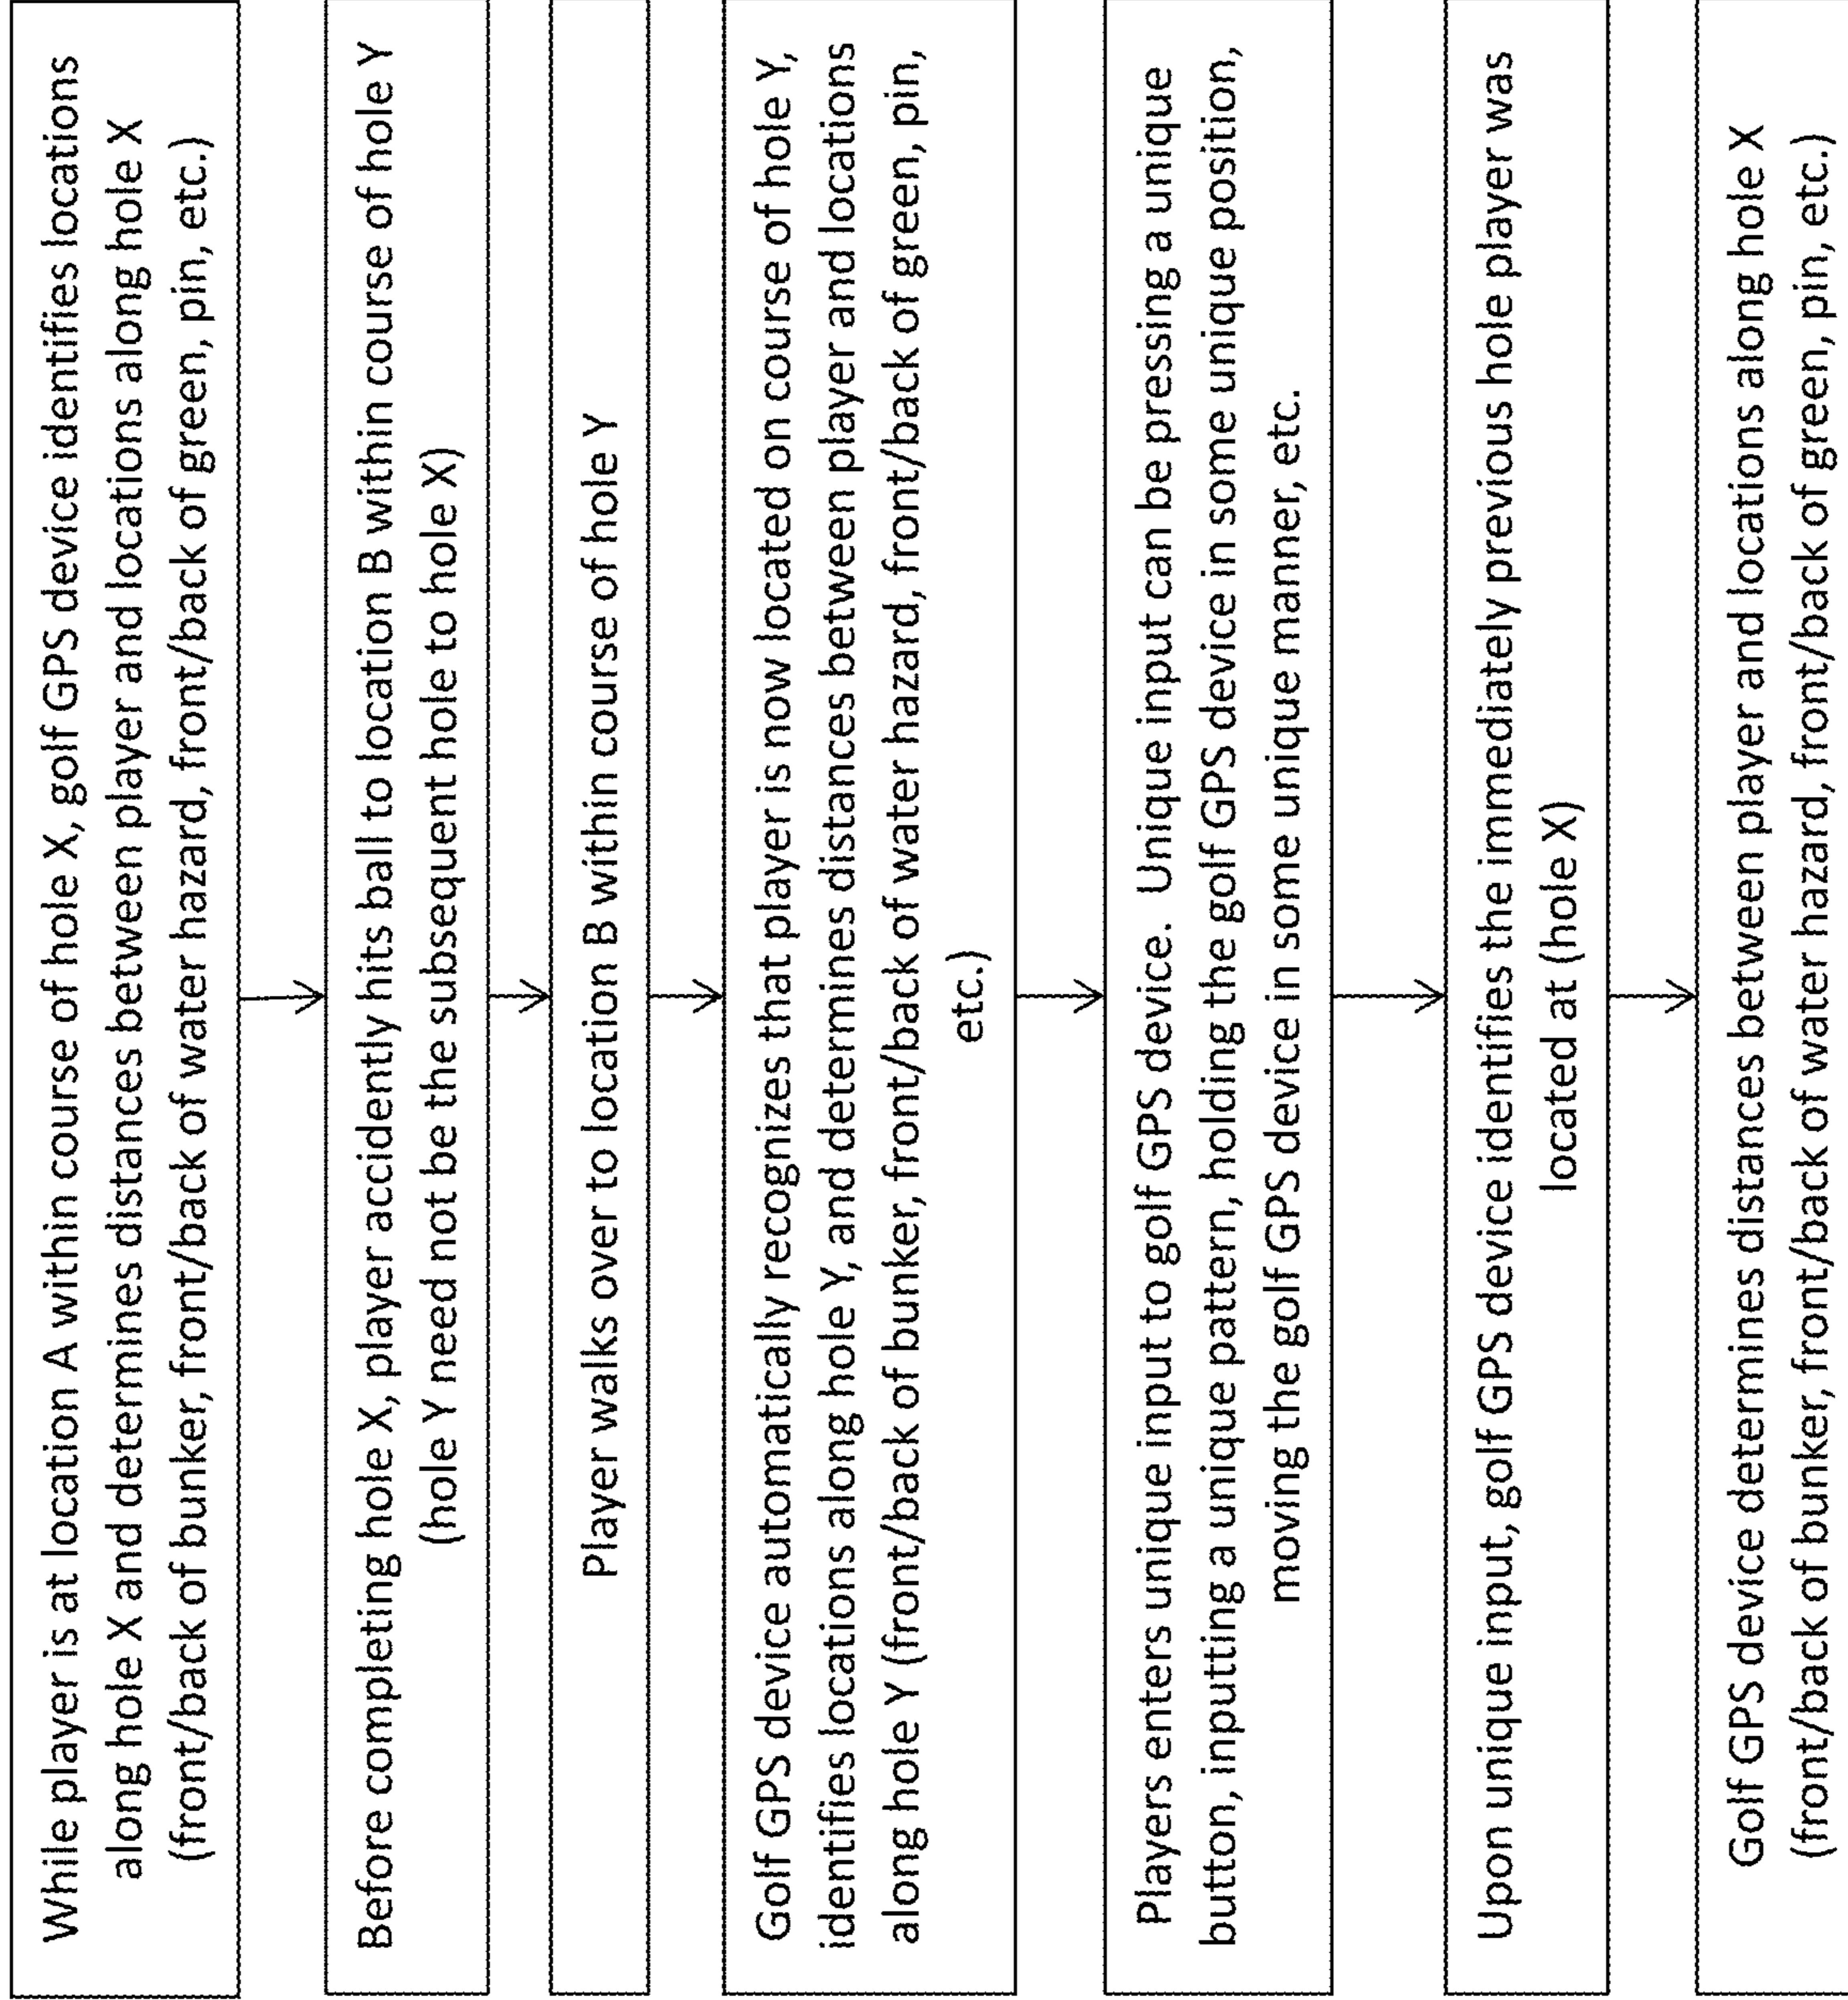 While player is at location A within course of hole X, golf GPS device identifies locations
along hole X and determines distances between player and locations along hole X
(front/back of bunker, front/back of water hazard, front/back of green, pin, etc.)
Before completing hole X, player accidently hits ball to location B within course of hole Y
(hole Y need not be the subsequent hole to hole X)
Player walks over to location B within course of hole Y
Golf GPS device automatically recognizes that player is now located on course of hole Y,
identifies locations along hole Y, and determines distances between player and locations
along hole Y (front/back of bunker, front/back of water hazard, front/back of green, pin,
etc.)
Players enters unique input to golf GPS device. Unique input can be pressing a unique
button, inputting a unique pattern, holding the golf GPS device in some unique position,
moving the golf GPS device in some unique manner, etc.
Upon unique input, golf GPS device identifies the immediately previous hole player was
located at (hole X)
Golf GPS device determines distances between player and locations along hole X
(front/back of bunker, front/back of water hazard, front/back of green, pin, etc.)